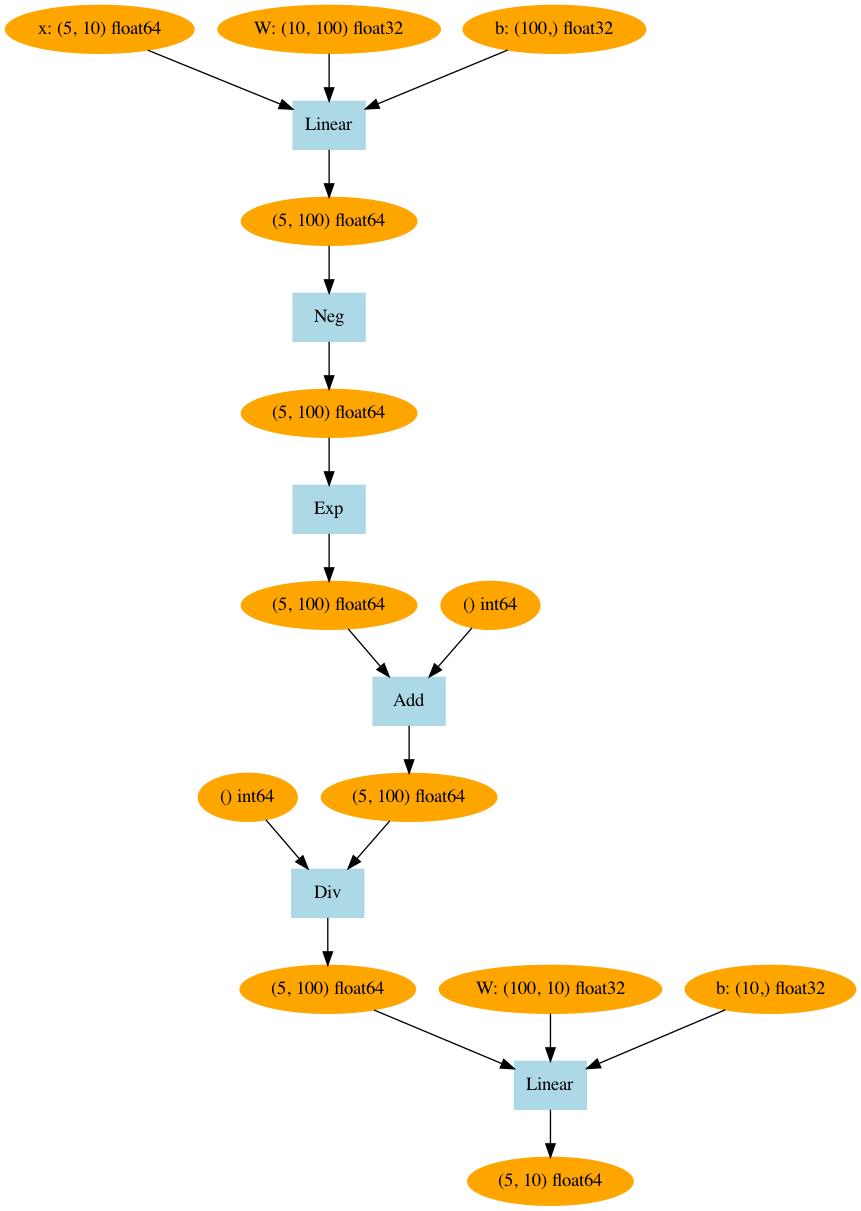 x: (5, 10) float64
W: (10, 100) float32
b: (100,) float32
Linear
(5, 100) float64
Neg
(5, 100) float64
Exp
(5, 100) float64
() int64
Add
() int64
(5, 100) float64
Div
(5, 100) float64
W: (100, 10) float32
b: (10,) float32
Linear
(5, 10) float64